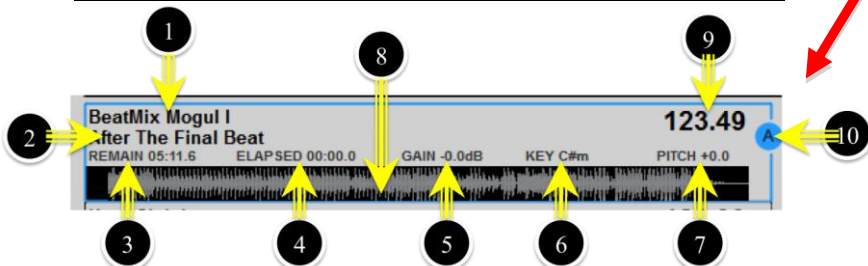 1
8
9
BeatMix Mogul I
123.49
2
After The Final Beat
A
10
REMAIN 05:11.6 ELAPSED 00:00.0 GAIN -0.0dB KEY C#m PITCH +0.0
3
4
5
6
7